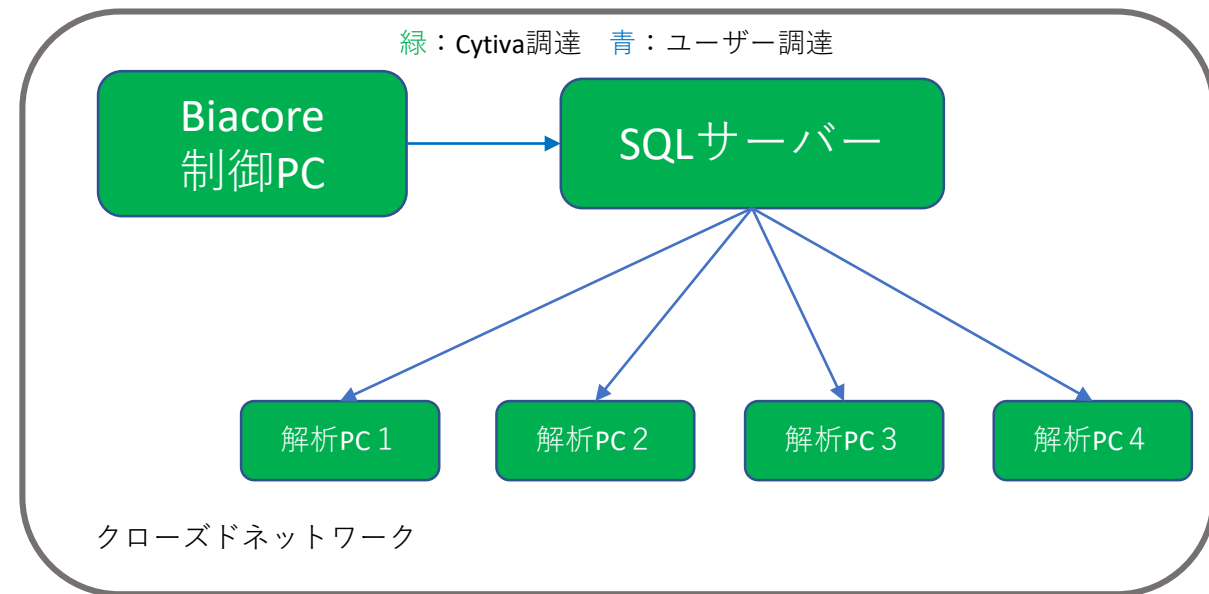 緑：Cytiva調達　青：ユーザー調達
Biacore
制御PC
SQLサーバー
解析PC１
解析PC２
解析PC３
解析PC４
クローズドネットワーク